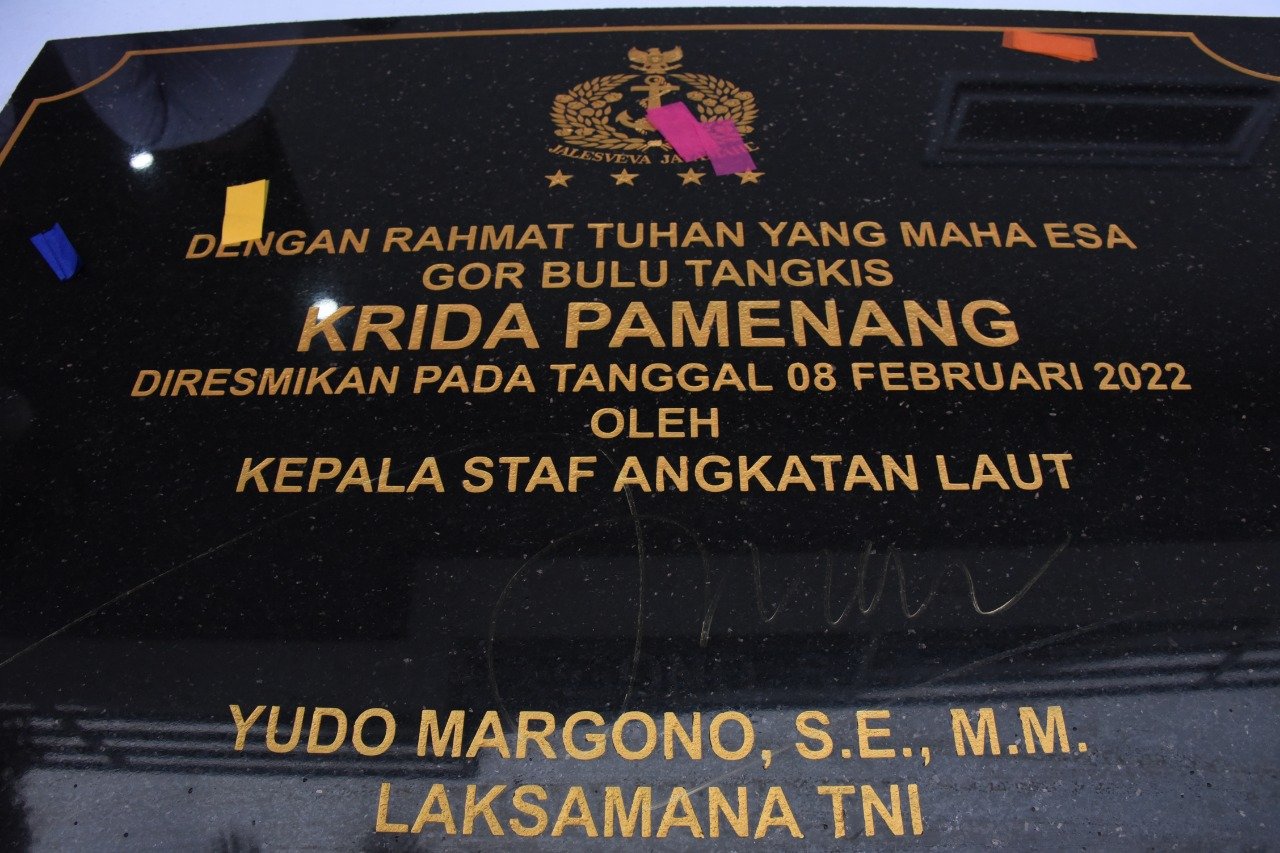 JALESVEVA
DENGAN RAHMAT TUHAN YANG MAHA ESA
GOR BULU TANGKIS
KRIDA PAMENANG
DIRESMIKAN PADA TANGGAL 08 FEBRUARI 2022
OLEH
KEPALA STAF ANGKATAN LAUT
YUDO MARGONO, S.E., M.M.
LAKSAMANA TNI